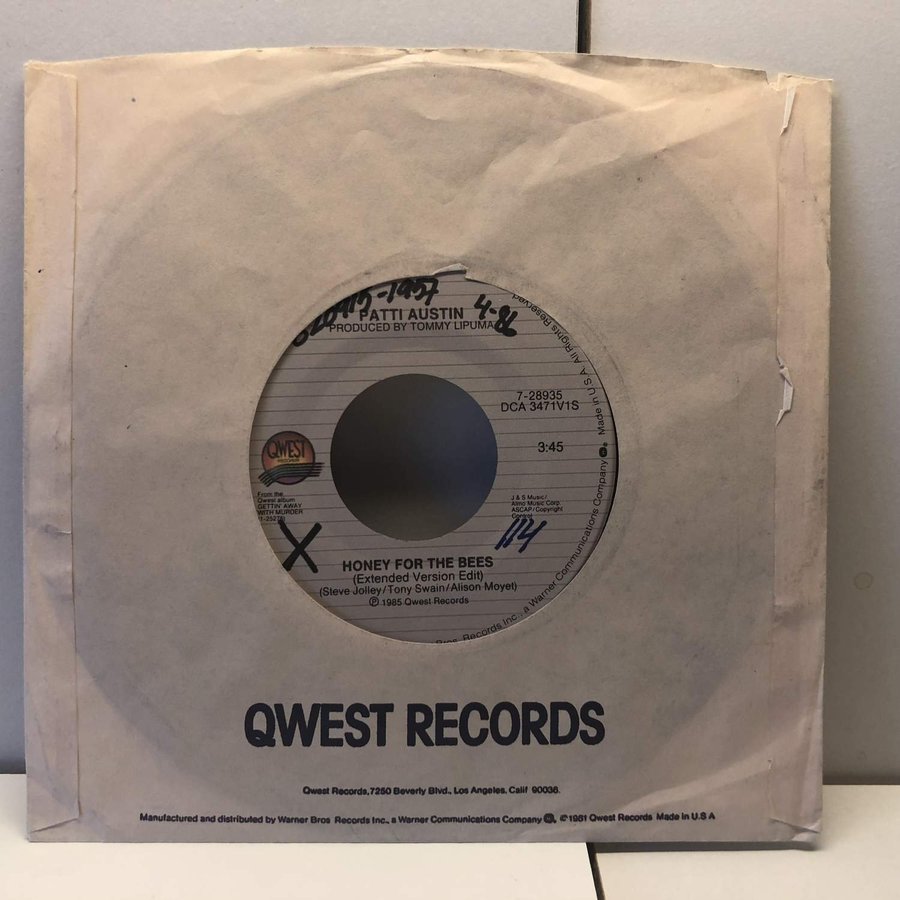 4-86
PATTI AUSTIN
PRODUCED BY TOMMY LIPUMA
7-28935
DCA 3471V1S
3:45
QWEST
RECORDS
From the
Qwest album
GETTIN' AWAY
WITH MURDER
J & S Music/
Almo Music Corp.
ASCAP/Copyright
Control
X
114
HONEY FOR THE BEES
(Extended Version Edit)
(Steve Jolley/Tony Swain/Alison Moyet)
℗ 1985 Qwest Records
Bros. Records Inc., a Warner Communications Company Made in U.S.A. All Rights Reserved
QWEST RECORDS
Qwest Records, 7250 Beverly Blvd., Los Angeles, Calif 90036.
Manufactured and distributed by Warner Bros Records Inc., a Warner Communications Company ©1981 Qwest Records Made in U.S A